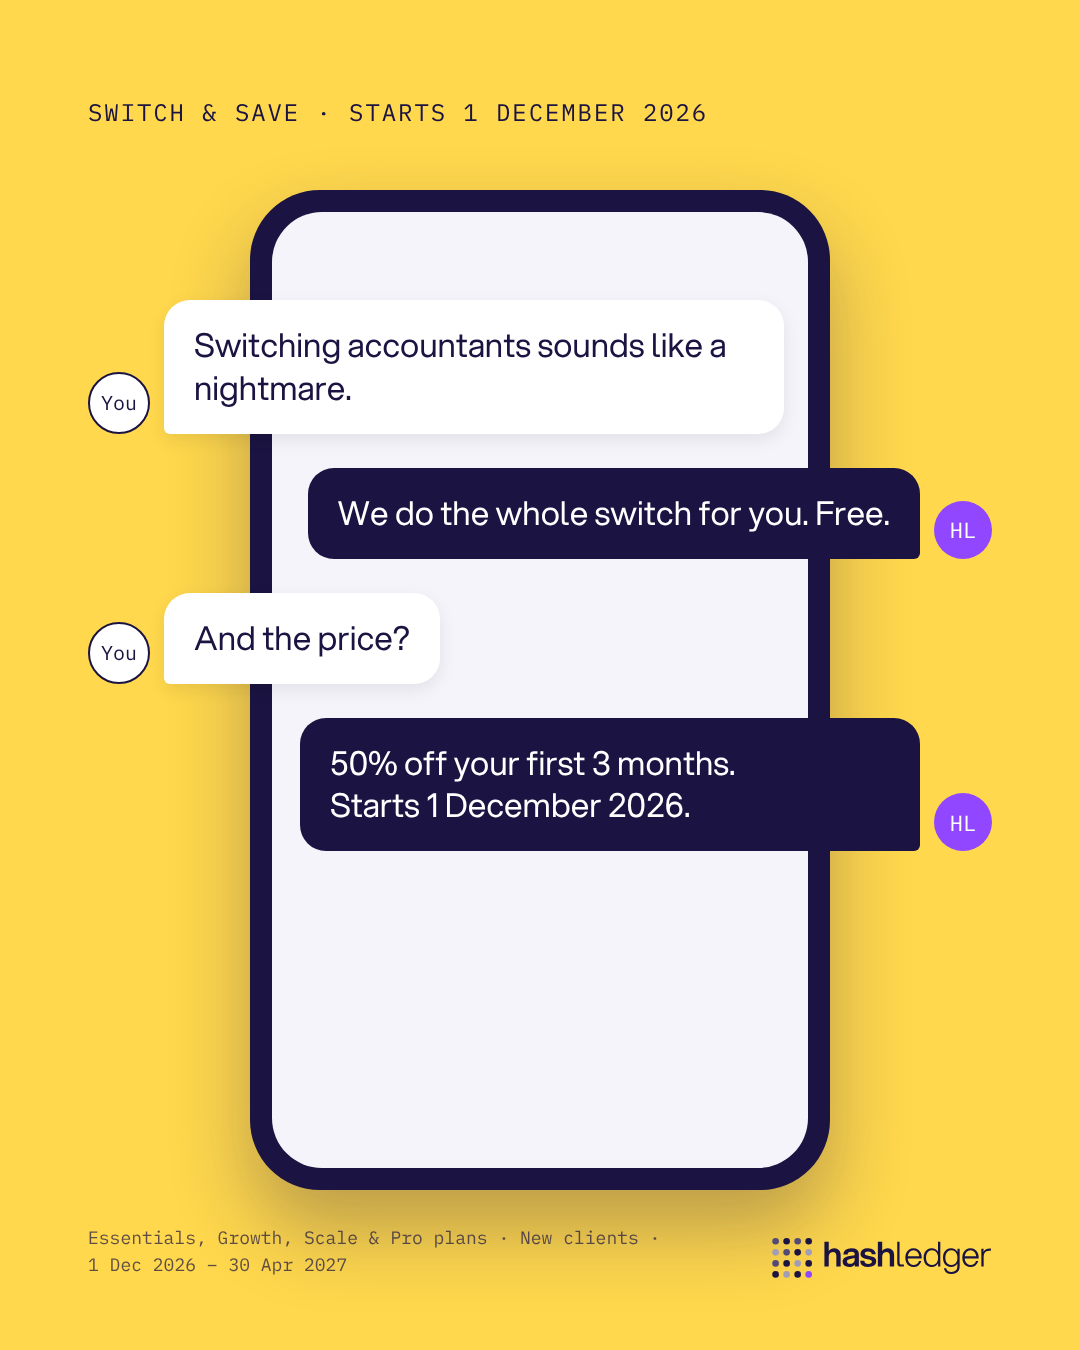 SWITCH & SAVE · STARTS 1 DECEMBER 2026
Switching accountants sounds like a
nightmare.
You
We do the whole switch for you. Free.
HL
And the price?
You
50% off your first 3 months.
Starts 1 December 2026.
HL
Essentials, Growth, Scale & Pro plans · New clients ·
1 Dec 2026 – 30 Apr 2027
hashledger